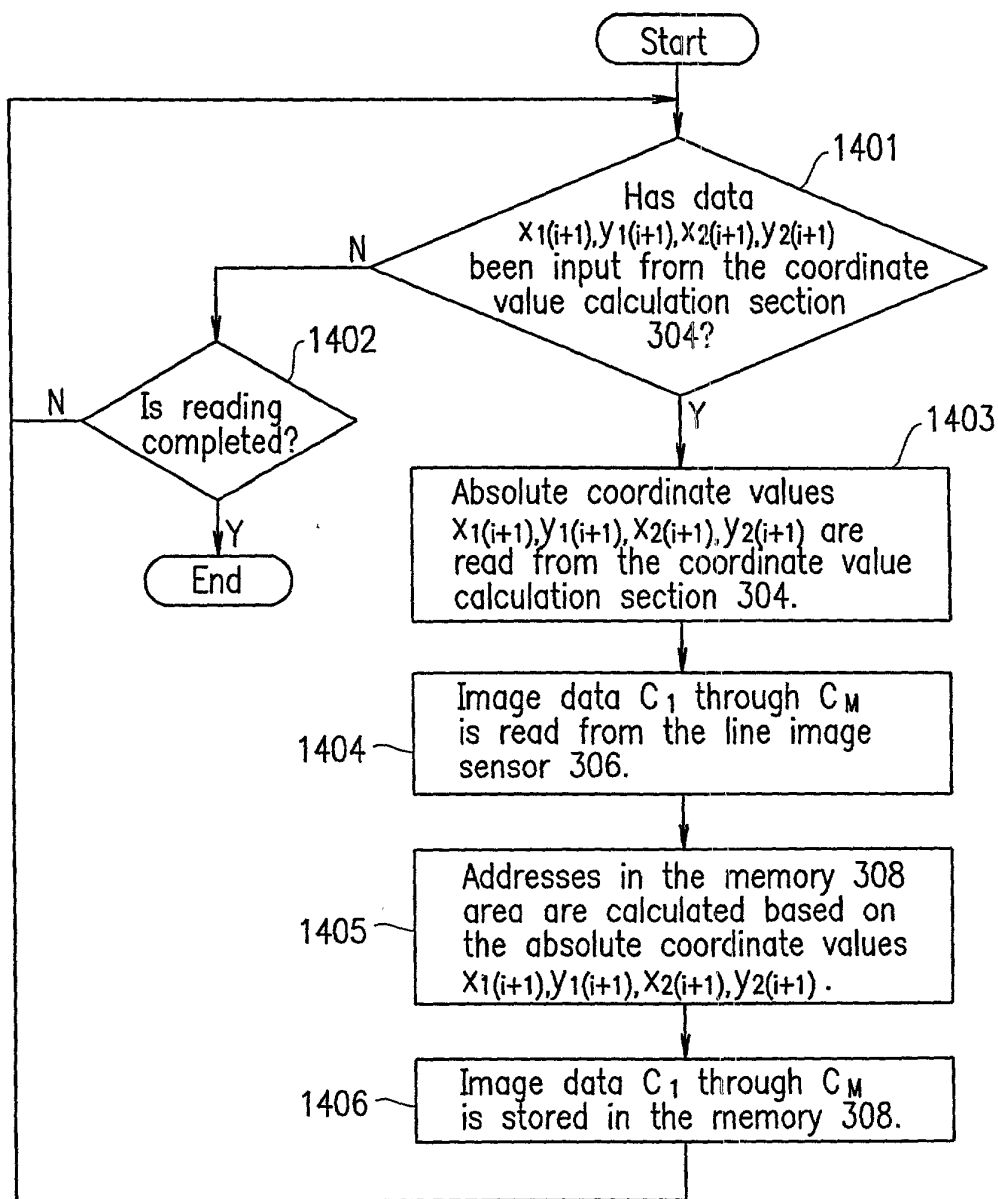 Start
1401
Has data
x1(i+1),y1(i+1),x2(i+1),y2(i+1)
been input from the coordinate
value calculation section
304?
N
1402
Is reading
completed?
N
Y
End
Y
1403
Absolute coordinate values
x1(i+1),y1(i+1),x2(i+1),y2(i+1) are
read from the coordinate value
calculation section 304.
1404
Image data C1 through CM
is read from the line image
sensor 306.
1405
Addresses in the memory 308
area are calculated based on
the absolute coordinate values
x1(i+1),y1(i+1),x2(i+1),y2(i+1).
1406
Image data C1 through CM
is stored in the memory 308.